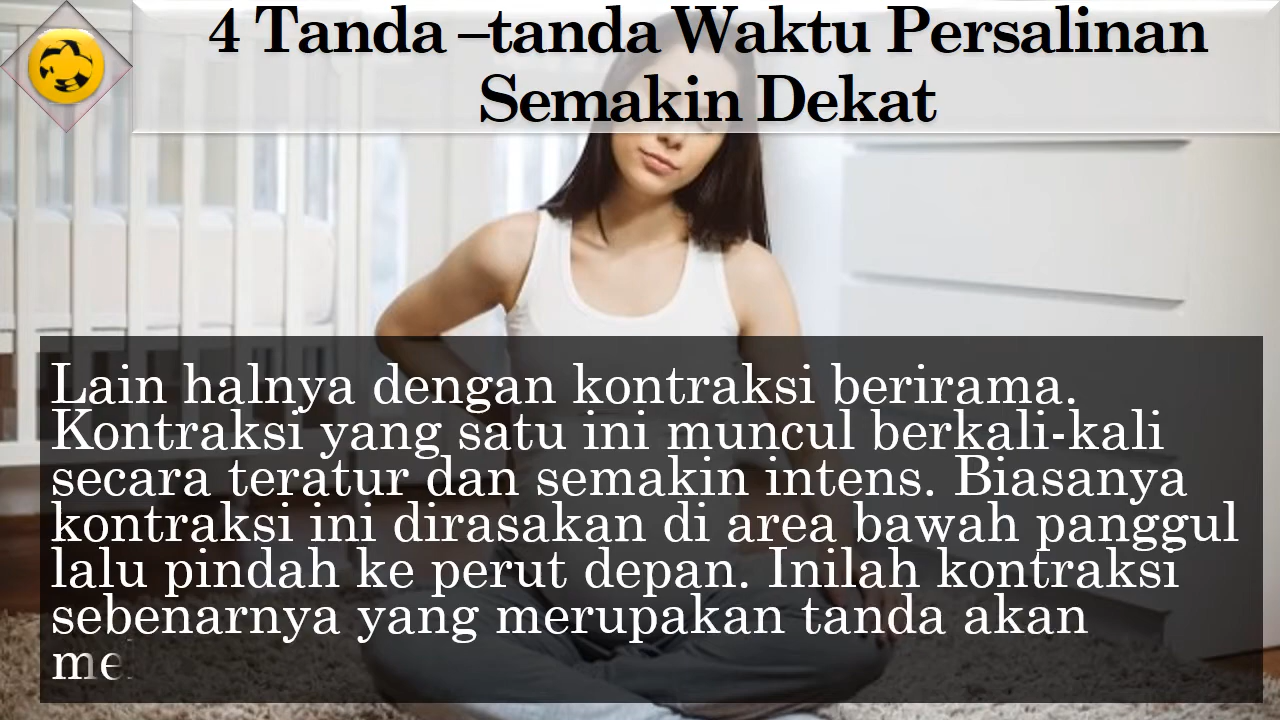 4 Tanda –tanda Waktu Persalinan
Semakin Dekat
Lain halnya dengan kontraksi berirama.
Kontraksi yang satu ini muncul berkali-kali
secara teratur dan semakin intens. Biasanya
kontraksi ini dirasakan di area bawah panggul
lalu pindah ke perut depan. Inilah kontraksi
sebenarnya yang merupakan tanda akan